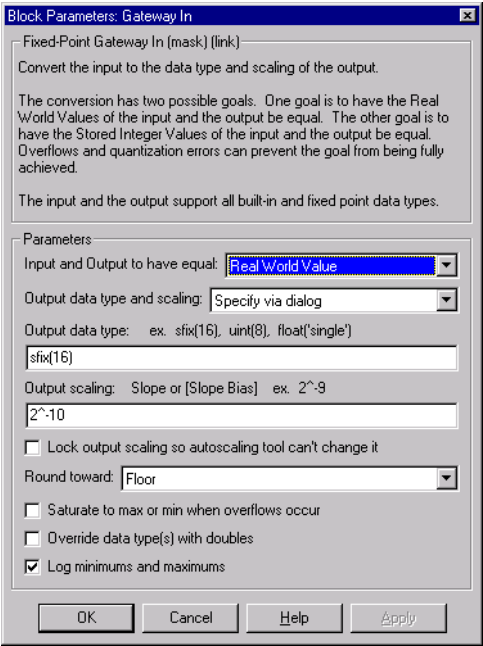 Block Parameters: Gateway In
Fixed-Point Gateway In (mask) (link)
Convert the input to the data type and scaling of the output.
The conversion has two possible goals. One goal is to have the Real
World Values of the input and the output be equal. The other goal is to
have the Stored Integer Values of the input and the output be equal.
Overflows and quantization errors can prevent the goal from being fully
achieved.
The input and the output support all built-in and fixed point data types.
Parameters
Input and Output to have equal: Real World Value
Output data type and scaling: Specify via dialog
Output data type: ex. sfix(16), uint(8), float('single')
sfix(16)
Output scaling: Slope or [Slope Bias] ex. 2^-9
2^-10
Lock output scaling so autoscaling tool can't change it
Round toward: Floor
Saturate to max or min when overflows occur
Override data type(s) with doubles
Log minimums and maximums
OK Cancel Help Apply